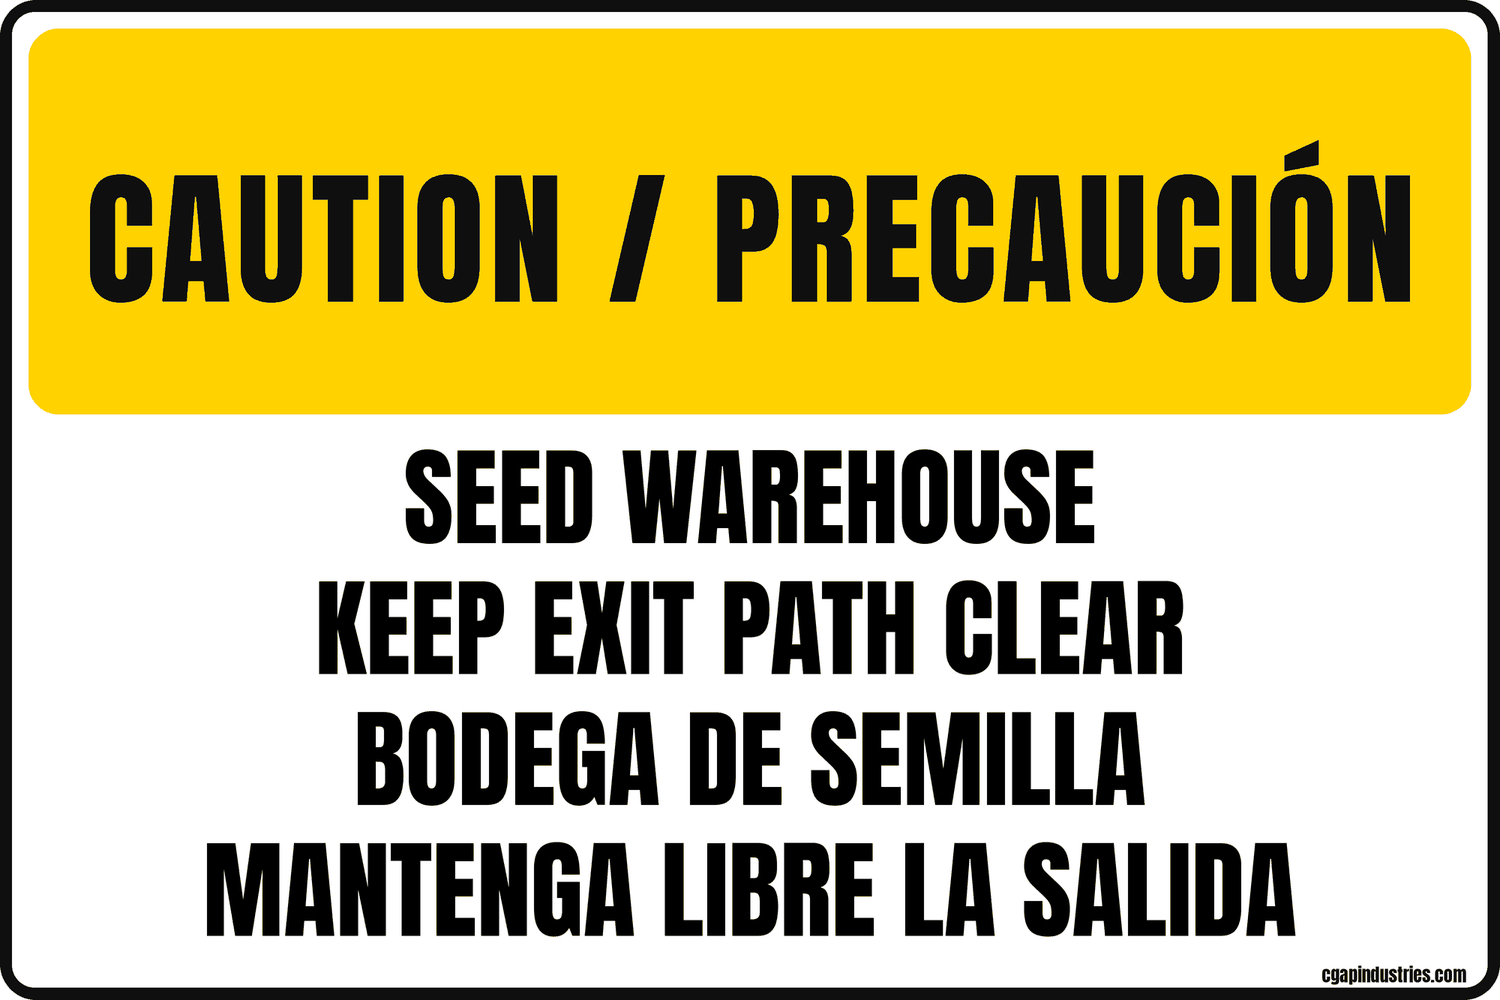 CAUTION / PRECAUCIÓN
SEED WAREHOUSE
KEEP EXIT PATH CLEAR
BODEGA DE SEMILLA
MANTENGA LIBRE LA SALIDA
cgapindustries.com